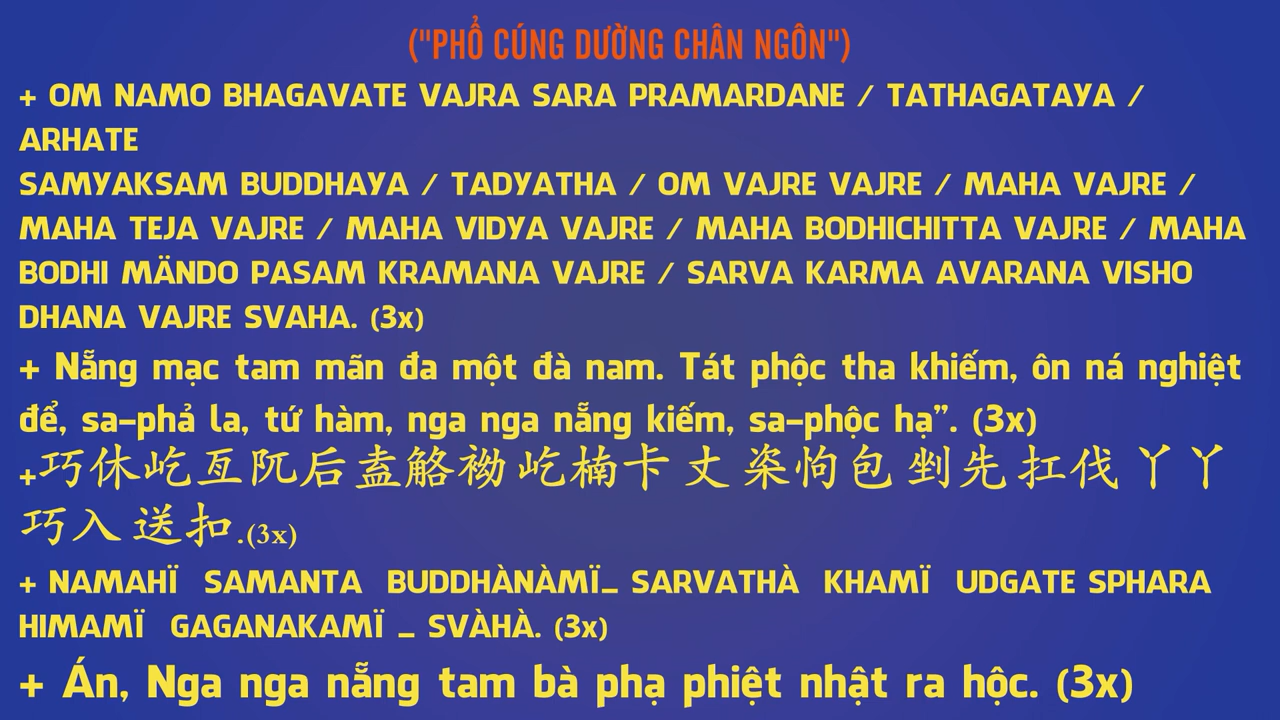 ("PHỔ CÚNG DƯỜNG CHÂN NGÔN")
+ OM NAMO BHAGAVATE VAJRA SARA PRAMARDANE / TATHAGATAYA /
ARHATE
SAMYAKSAM BUDDHAYA / TADYATHA / OM VAJRE VAJRE / MAHA VAJRE /
MAHA TEJA VAJRE / MAHA VIDYA VAJRE / MAHA BODHICHITTA VAJRE / MAHA
BODHI MÄNDO PASAM KRAMANA VAJRE / SARVA KARMA AVARANA VISHO
DHANA VAJRE SVAHA. (3x)
+ Nẵng mạc tam mãn đa một đà nam. Tát phộc tha khiếm, ôn ná nghiệt
để, sa-phả la, tứ hàm, nga nga nẵng kiếm, sa-phộc hạ”. (3x)
+巧休屹亙阢后盍觡袎屹楠卡丈楶怐包剉先扛伐丫丫
巧入送扣.(3x)
+ NAMAHÏ SAMANTA BUDDHÀNÀMÏ_ SARVATHÀ KHAMÏ UDGATE SPHARA
HIMAMÏ GAGANAKAMÏ _ SVÀHÀ. (3x)
+ Án, Nga nga nẵng tam bà phạ phiệt nhật ra hộc. (3x)